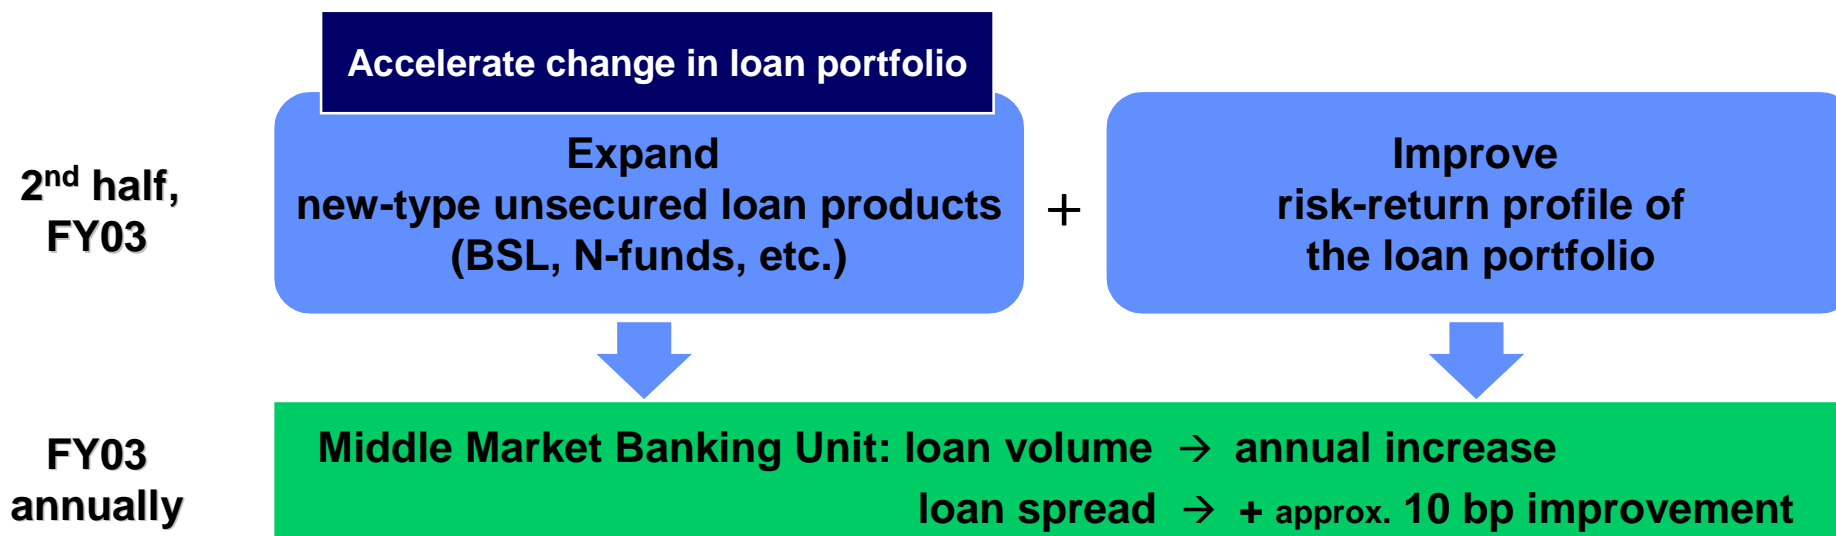 Accelerate change in loan portfolio
2nd half,
FY03
Expand
new-type unsecured loan products
(BSL, N-funds, etc.)
+
Improve
risk-return profile of
the loan portfolio
FY03
annually
Middle Market Banking Unit: loan volume → annual increase
loan spread → + approx. 10 bp improvement